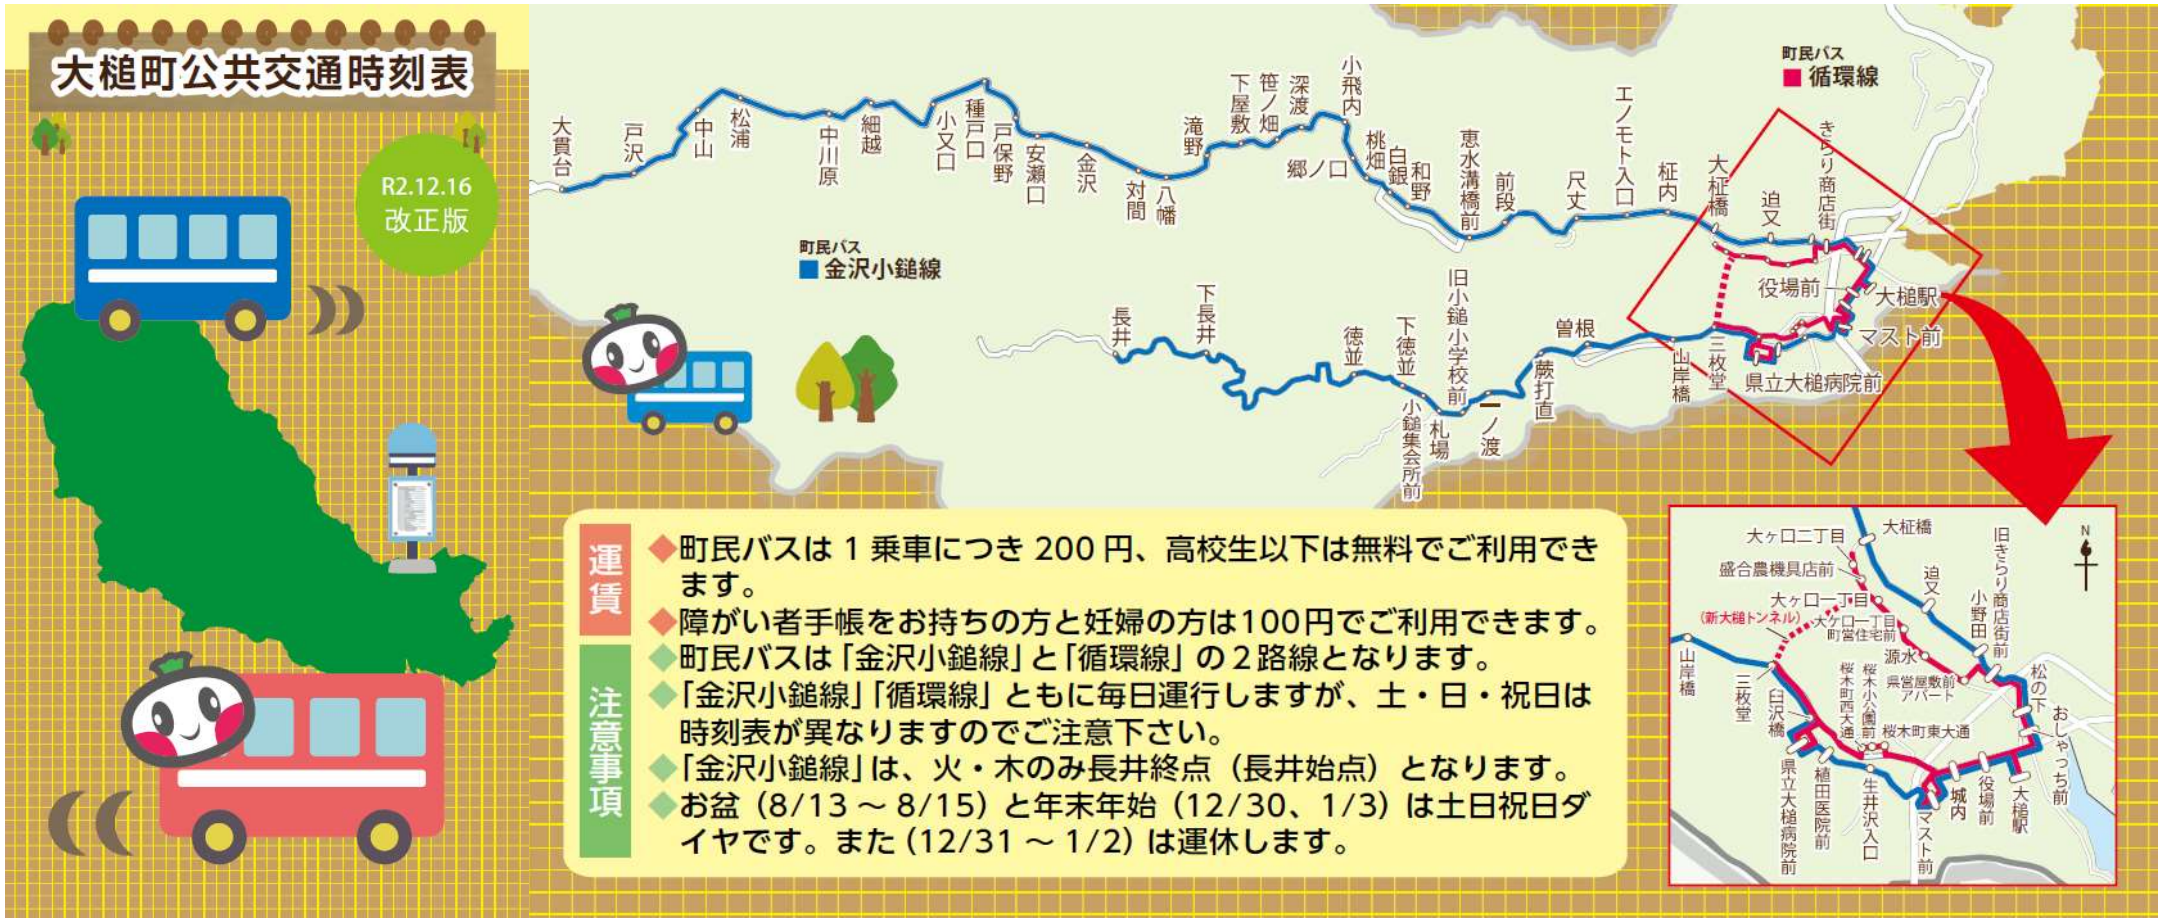 大槌町公共交通時刻表
R2.12.16
改正版
町民バス
循環線
町民バス
金沢小鎚線
大貫台
戸沢
中山
松浦
中川原
細越
小又口
種戸口
戸保野
安瀬口
金沢
対間
八幡
滝野
下屋敷
笹ノ畑
深渡
小飛内
郷ノ口
桃畑
白銀
和野
恵水溝橋前
前段
尺丈
エノモト入口
柾内
大柾橋
迫又
きらり商店街
役場前
大槌駅
マスト前
県立大槌病院前
三枚堂
山岸橋
曽根
蕨打直
一ノ渡
旧小鎚小学校前
札場
小鎚集会所前
下徳並
徳並
下長井
長井
運賃
◆町民バスは 1 乗車につき 200 円、高校生以下は無料でご利用でき
ます。
◆障がい者手帳をお持ちの方と妊婦の方は100円でご利用できます。
注意事項
◆町民バスは「金沢小鎚線」と「循環線」の2路線となります。
◆「金沢小鎚線」「循環線」ともに毎日運行しますが、土・日・祝日は
時刻表が異なりますのでご注意下さい。
◆「金沢小鎚線」は、火・木のみ長井終点（長井始点）となります。
◆お盆（8/13 ～ 8/15）と年末年始（12/30、1/3）は土日祝日ダ
イヤです。また（12/31 ～ 1/2）は運休します。
N
大柾橋
大ヶ口二丁目
盛合農機具店前
大ヶ口一丁目
(新大槌トンネル)
大ケ口一丁目
町営住宅前
源水
県営屋敷前
アパート
迫又
小野田
旧きらり商店街前
松の下
おしゃっち前
大槌駅
役場前
城内
マスト前
桜木町東大通
桜木小公園前
桜木町西大通
生井沢入口
植田医院前
県立大槌病院前
臼沢橋
三枚堂
山岸橋